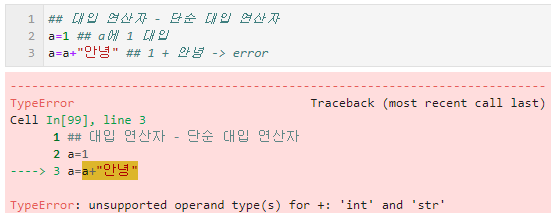 1 ## 대입 연산자 - 단순 대입 연산자
2 a=1 ## a에 1 대입
3 a=a+"안녕" ## 1 + 안녕 -> error
---------------------------------------------------------------------------
TypeError Traceback (most recent call last)
Cell In[99], line 3
1 ## 대입 연산자 - 단순 대입 연산자
2 a=1
----> 3 a=a+"안녕"
TypeError: unsupported operand type(s) for +: 'int' and 'str'